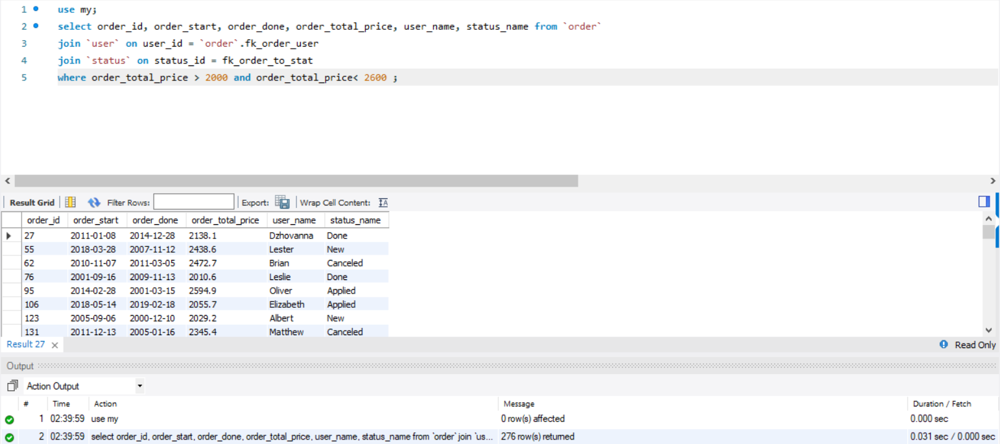 1 use my;
2 select order_id, order_start, order_done, order_total_price, user_name, status_name from `order`
3 join `user` on user_id = `order`.fk_order_user
4 join `status` on status_id = fk_order_to_stat
5 where order_total_price > 2000 and order_total_price< 2600 ;
Result Grid Filter Rows: Export: Wrap Cell Content:
order_id order_start order_done order_total_price user_name status_name
27 2011-01-08 2014-12-28 2138.1 Dzhovanna Done
55 2018-03-28 2007-11-12 2438.6 Lester New
62 2010-11-07 2011-03-05 2472.7 Brian Canceled
76 2001-09-16 2009-11-13 2010.6 Leslie Done
95 2014-02-28 2001-03-15 2594.9 Oliver Applied
106 2018-05-14 2019-02-18 2055.7 Elizabeth Applied
123 2005-09-06 2000-12-10 2029.2 Albert New
131 2011-12-13 2005-01-16 2345.4 Matthew Canceled
Result 27 Read Only
Output
Action Output
# Time Action Message Duration / Fetch
1 02:39:59 use my 0 row(s) affected 0.000 sec
2 02:39:59 select order_id, order_start, order_done, order_total_price, user_name, status_name from `order` join `us... 276 row(s) returned 0.031 sec / 0.000 sec